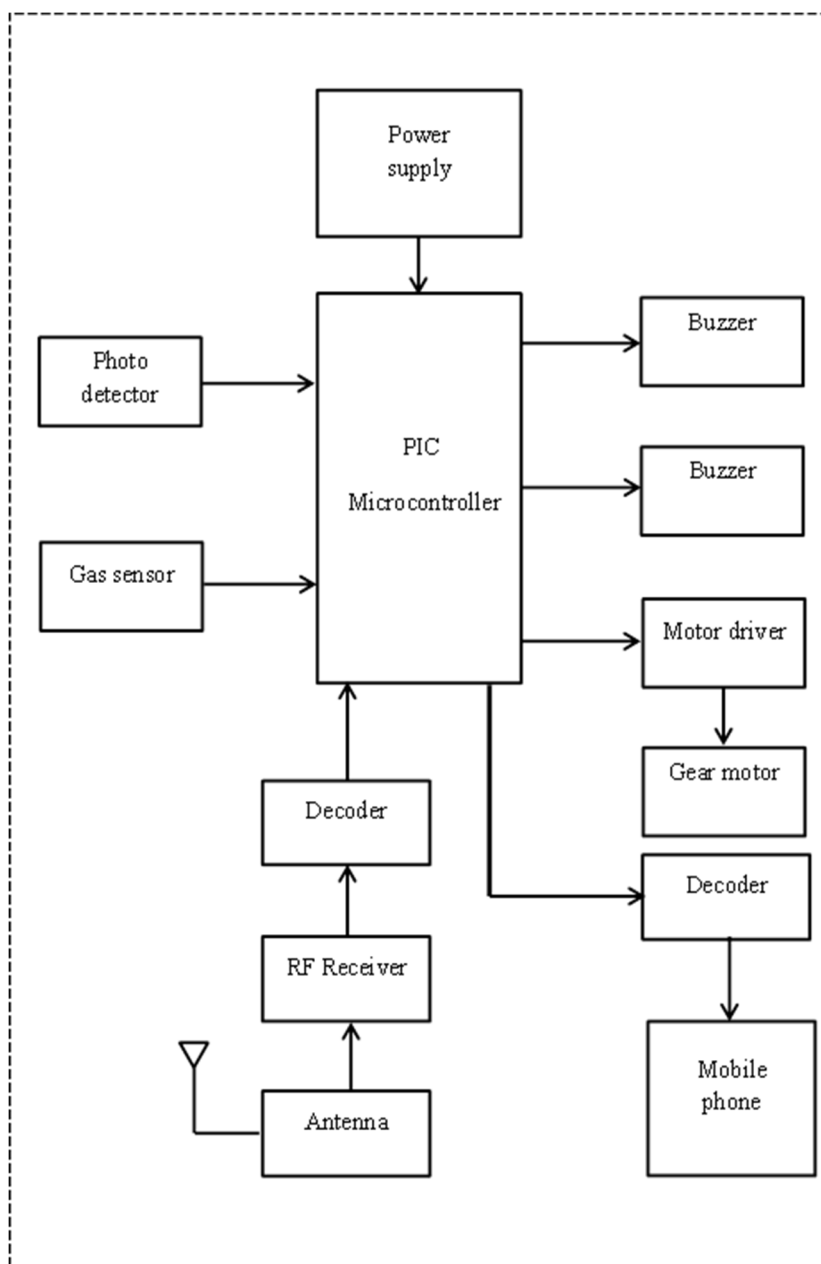 Power
supply
Buzzer
Photo
detector
PIC
Microcontroller
Buzzer
Gas sensor
Motor driver
Gear motor
Decoder
Decoder
RF Receiver
Mobile
phone
Antenna